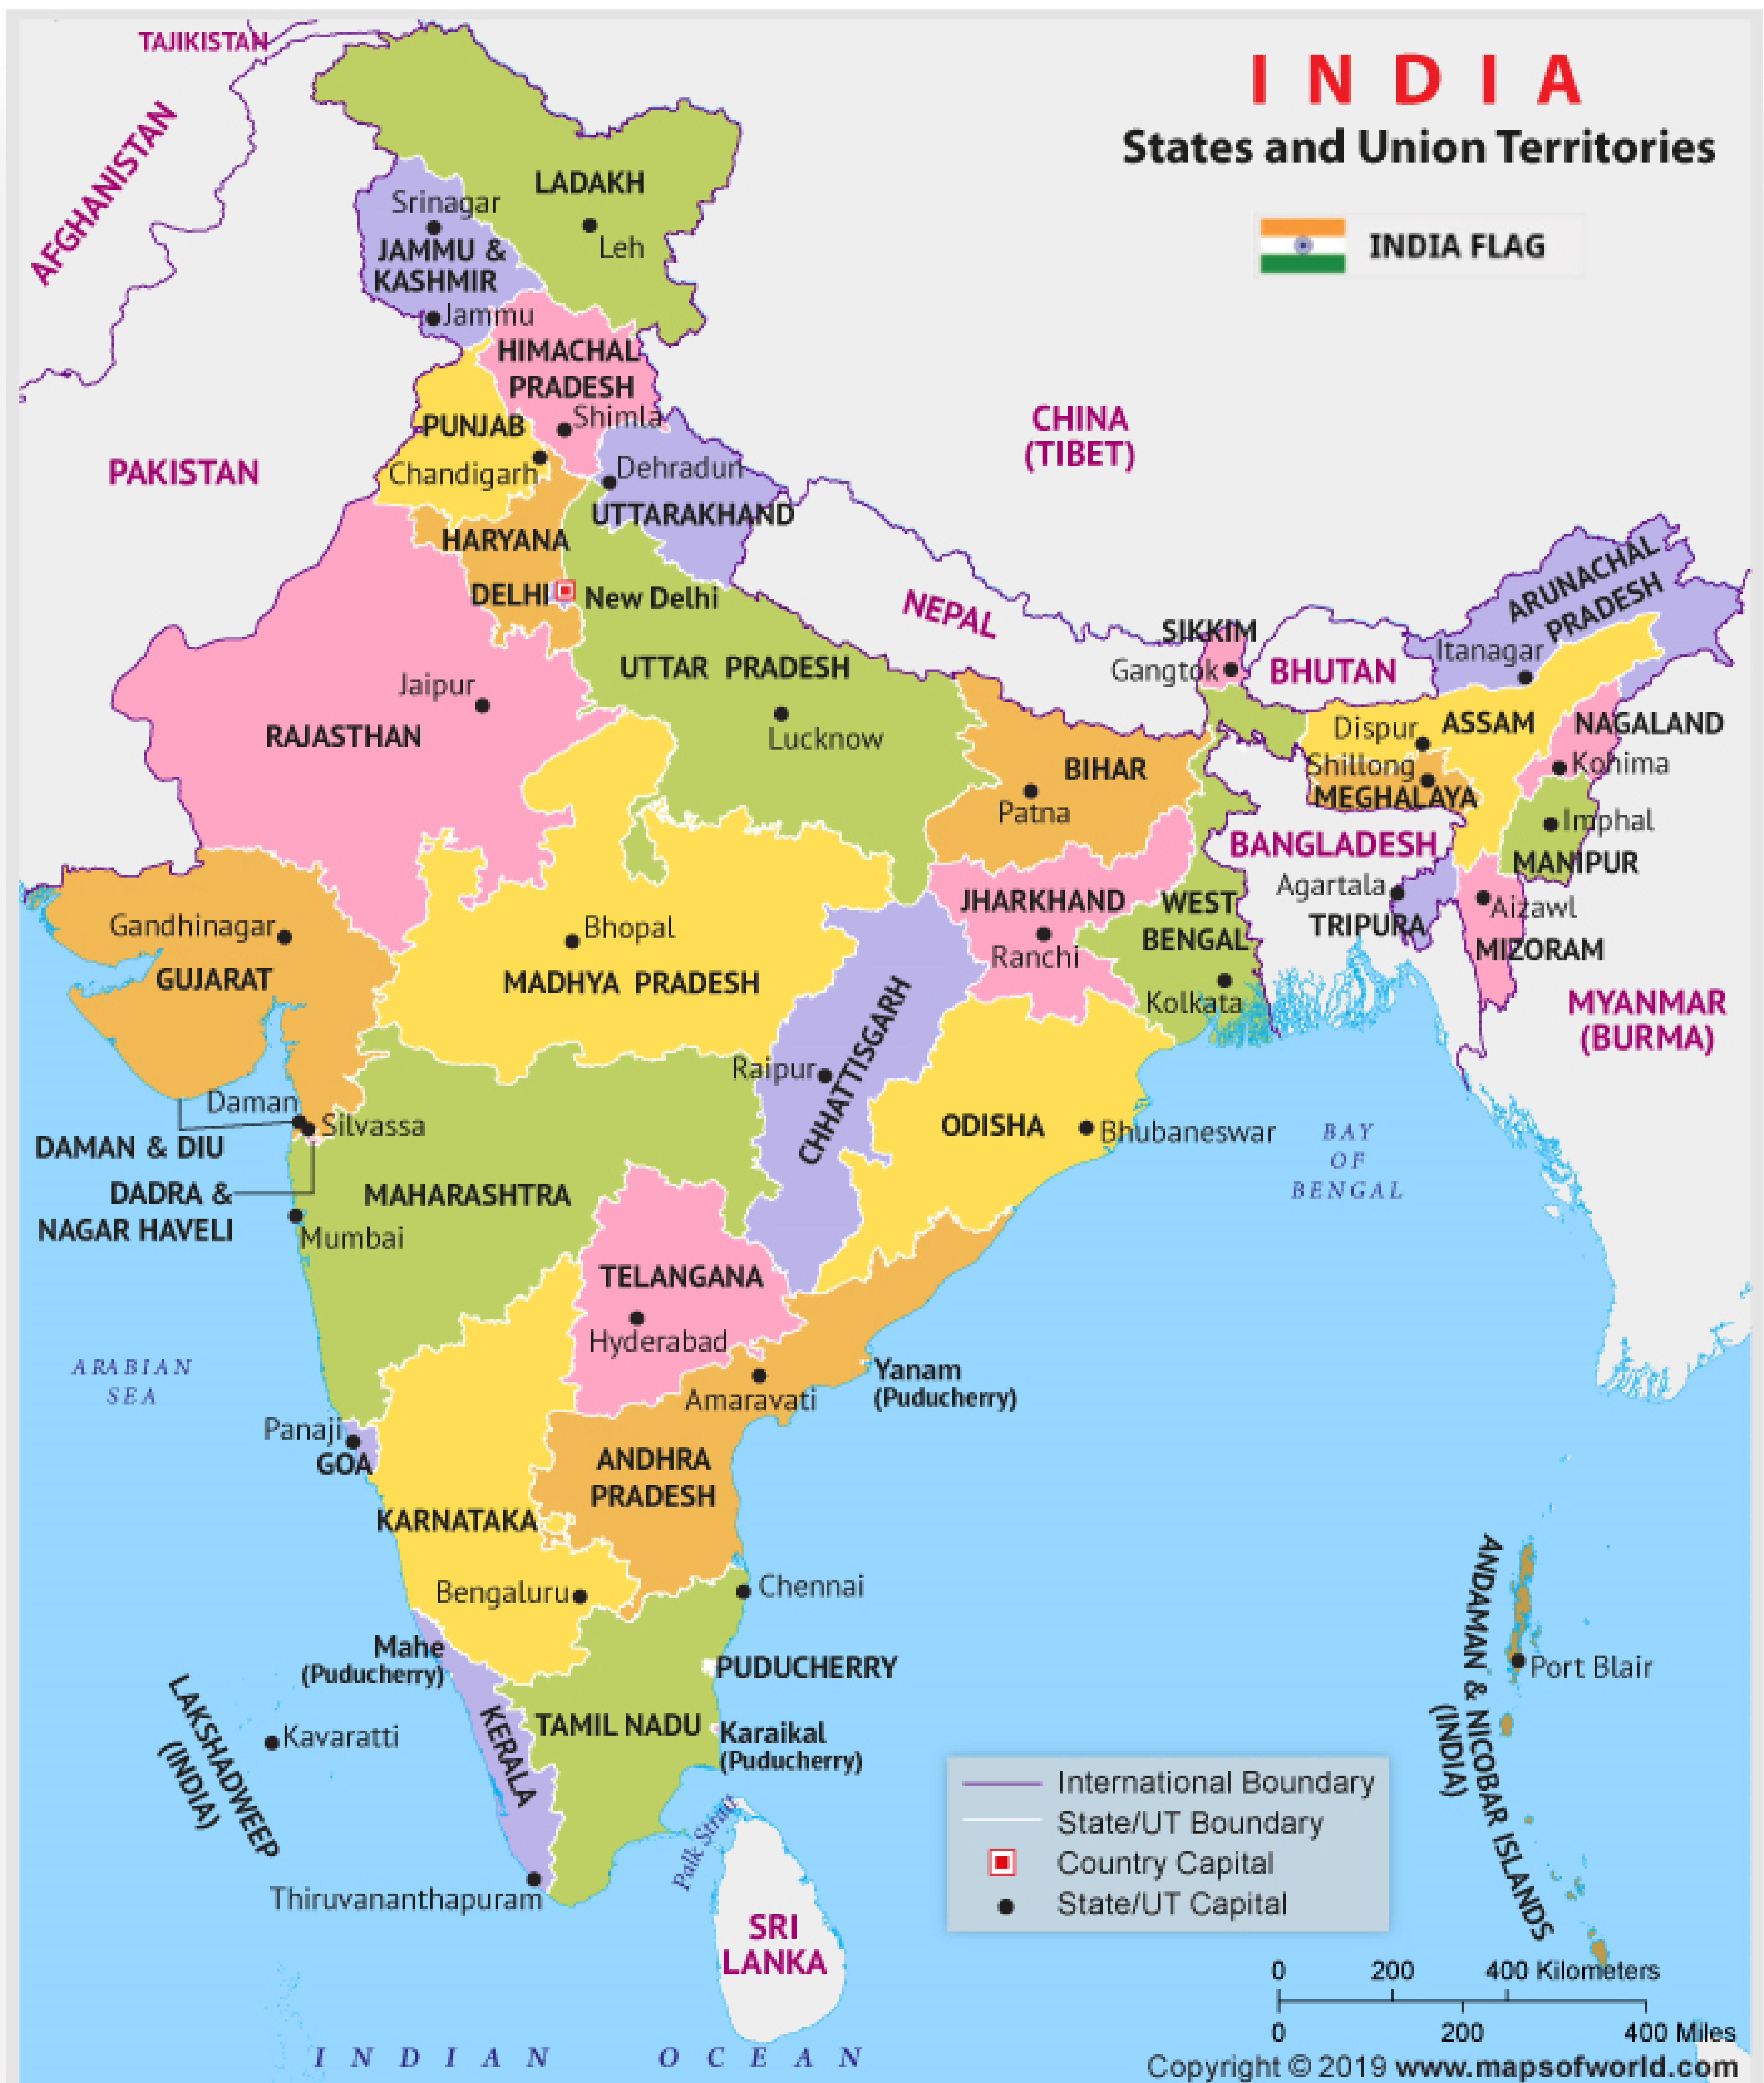 TAJIKISTAN
I N D I A
States and Union Territories
AFGHANISTAN
INDIA FLAG
LADAKH
Srinagar
Leh
JAMMU &
KASHMIR
Jammu
HIMACHAL
PRADESH
Shimla
PUNJAB
Chandigarh
CHINA
(TIBET)
PAKISTAN
Dehradun
UTTARAKHAND
HARYANA
DELHI
New Delhi
NEPAL
SIKKIM
Gangtok
BHUTAN
ARUNACHAL
PRADESH
Itanagar
UTTAR PRADESH
Lucknow
Jaipur
RAJASTHAN
BIHAR
Patna
Dispur
ASSAM
NAGALAND
Kohima
Shillong
MEGHALAYA
Imphal
MANIPUR
BANGLADESH
Agartala
TRIPURA
Aizawl
MIZORAM
JHARKHAND
Ranchi
WEST
BENGAL
Kolkata
MYANMAR
(BURMA)
Gandhinagar
GUJARAT
Bhopal
MADHYA PRADESH
CHHATTISGARH
Raipur
Daman
Silvassa
DAMAN & DIU
DADRA &
NAGAR HAVELI
MAHARASHTRA
Mumbai
ODISHA
Bhubaneswar
BAY
OF
BENGAL
TELANGANA
Hyderabad
ARABIAN
SEA
Amaravati
Yanam
(Puducherry)
Panaji
GOA
ANDHRA
PRADESH
KARNATAKA
Bengaluru
Chennai
Mahe
(Puducherry)
PUDUCHERRY
LAKSHADWEEP
(INDIA)
Kavaratti
KERALA
TAMIL NADU
Karaikal
(Puducherry)
ANDAMAN & NICOBAR ISLANDS
(INDIA)
Port Blair
Palk Strait
Thiruvananthapuram
SRI
LANKA
International Boundary
State/UT Boundary
Country Capital
State/UT Capital
0 200 400 Kilometers
0 200 400 Miles
I N D I A N O C E A N
Copyright © 2019 www.mapsofworld.com